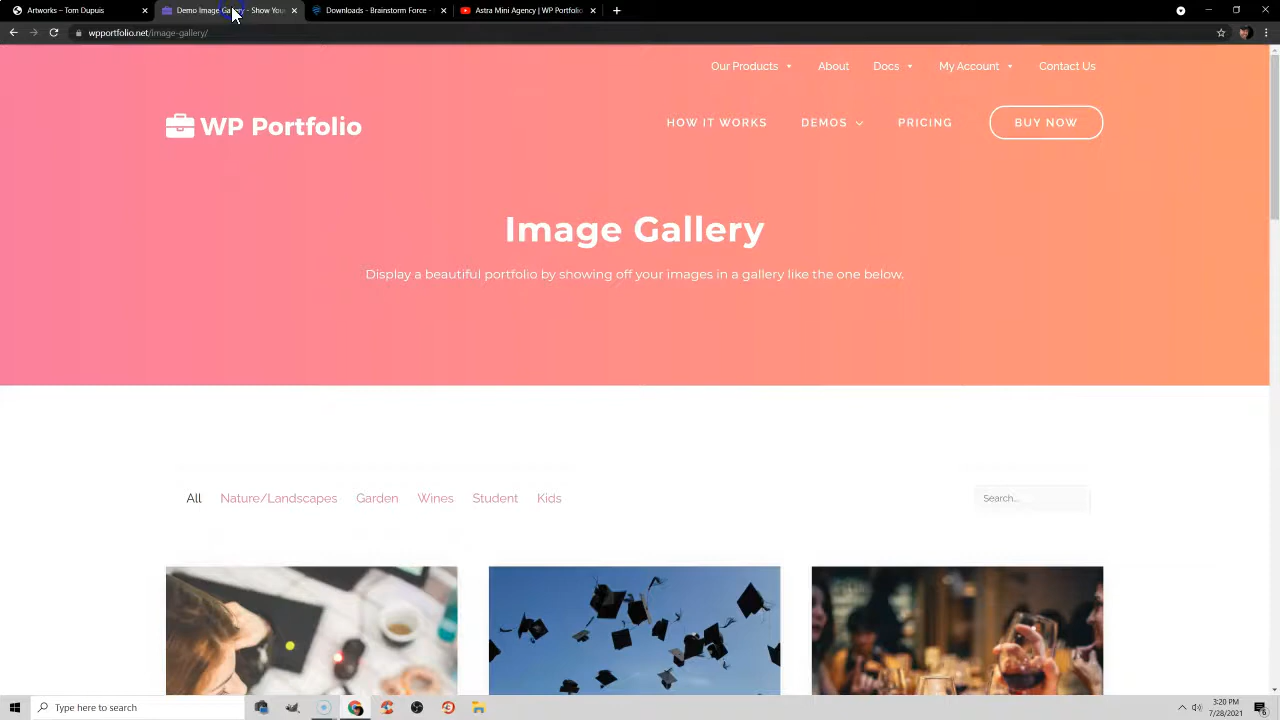 Artworks – Tom Dupuis
Demo Image Gallery - Show You
Downloads - Brainstorm Force -
Astra Mini Agency | WP Portfolio
wpportfolio.net/image-gallery/
Our Products About Docs My Account Contact Us
WP Portfolio
HOW IT WORKS DEMOS PRICING BUY NOW
Image Gallery
Display a beautiful portfolio by showing off your images in a gallery like the one below.
All Nature/Landscapes Garden Wines Student Kids
Search...
Type here to search
3:20 PM
7/28/2021